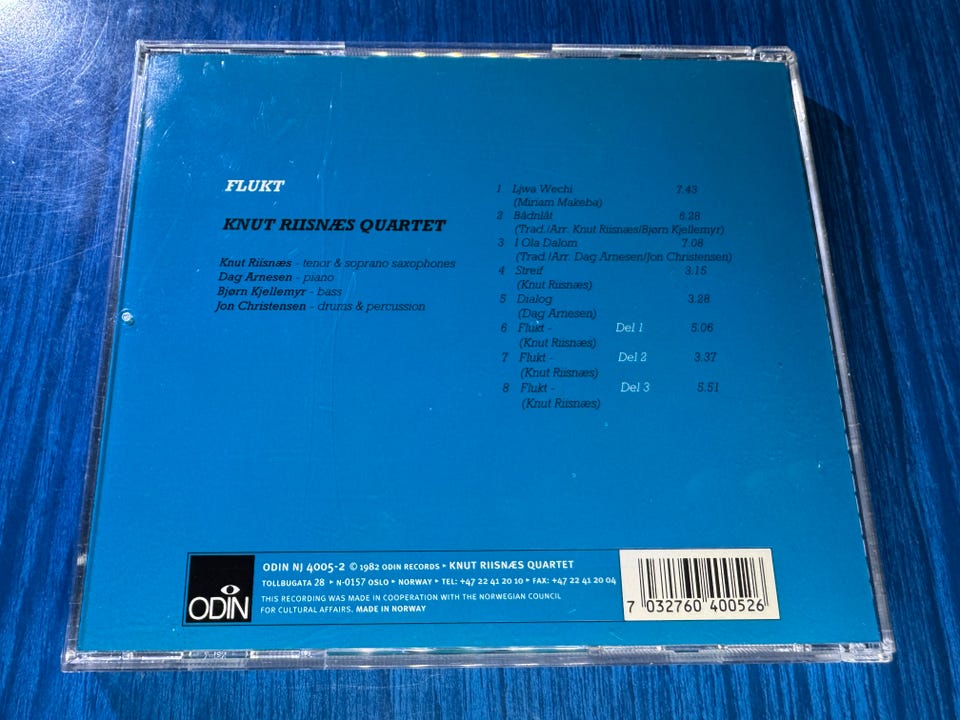 FLUKT
KNUT RIISNÆS QUARTET
Knut Riisnæs - tenor & soprano saxophones
Dag Arnesen - piano
Bjørn Kjellemyr - bass
Jon Christensen - drums & percussion
1 Ljwa Wechi 7.43
(Miriam Makeba)
2 Bådnlåt 6.28
(Trad./Arr. Knut Riisnæs/Bjørn Kjellemyr)
3 I Ola Dalom 7.08
(Trad./Arr. Dag Arnesen/Jon Christensen)
4 Streif 3.15
(Knut Riisnæs)
5 Dialog 3.28
(Dag Arnesen)
6 Flukt - Del 1 5.06
(Knut Riisnæs)
7 Flukt - Del 2 3.37
(Knut Riisnæs)
8 Flukt - Del 3 5.51
(Knut Riisnæs)
ODIN
ODIN NJ 4005-2 © 1982 ODIN RECORDS ▸ KNUT RIISNÆS QUARTET
TOLLBUGATA 28 ▸ N-0157 OSLO ▸ NORWAY ▸ TEL: +47 22 41 20 10 ▸ FAX: +47 22 41 20 04
THIS RECORDING WAS MADE IN COOPERATION WITH THE NORWEGIAN COUNCIL
FOR CULTURAL AFFAIRS. MADE IN NORWAY
7 032760 400526